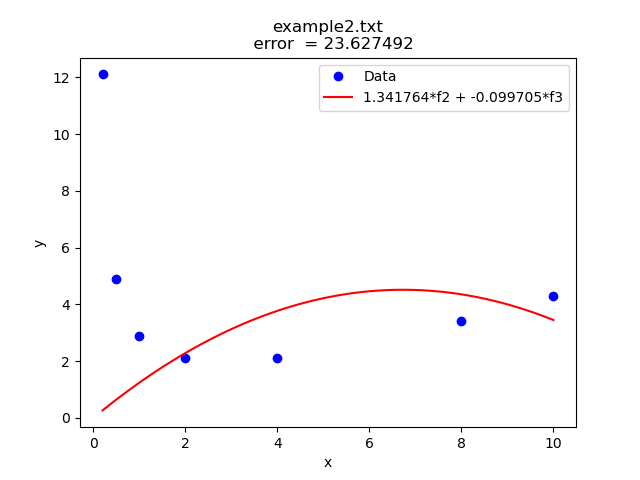 example2.txt
error = 23.627492
Data
1.341764*f2 + -0.099705*f3
12
10
8
6
4
2
0
y
0
2
4
6
8
10
x